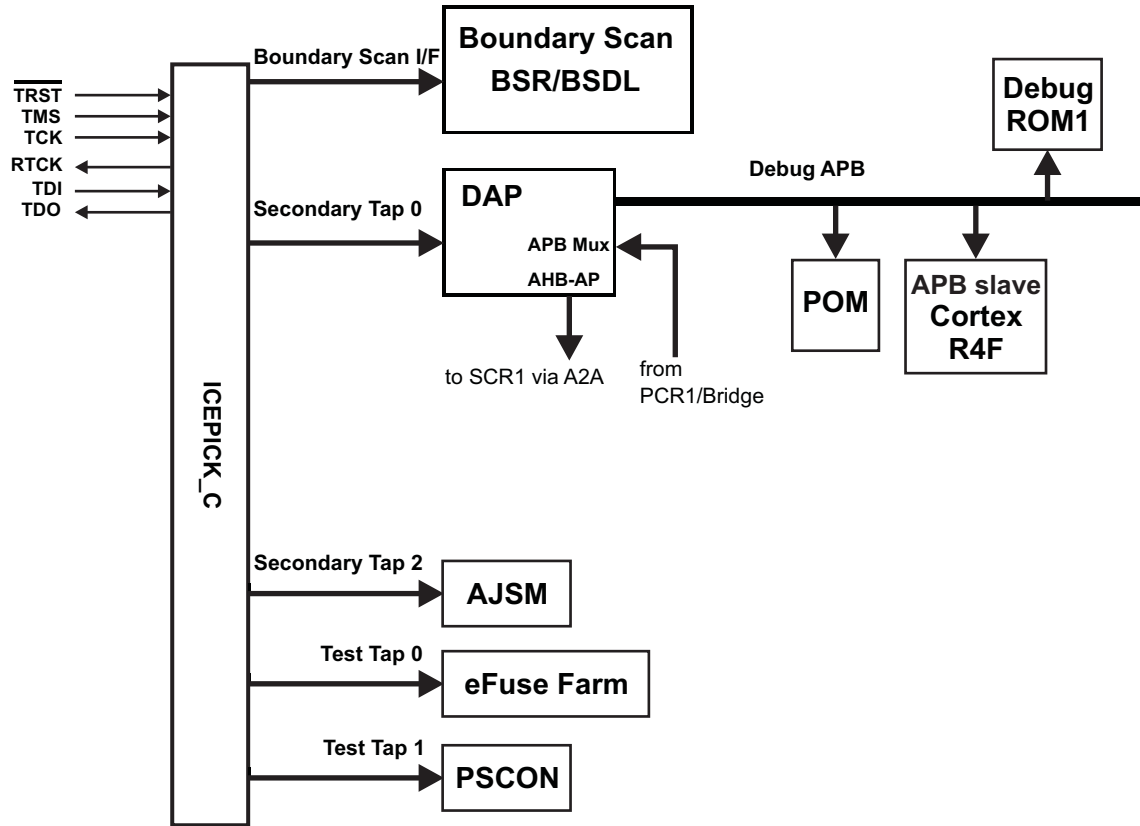 Boundary Scan I/F
Boundary Scan
BSR/BSDL
TRST
TMS
TCK
RTCK
TDI
TDO
ICEPICK_C
Secondary Tap 0
DAP
APB Mux
AHB-AP
to SCR1 via A2A
from
PCR1/Bridge
Debug APB
Debug
ROM1
POM
APB slave
Cortex
R4F
Secondary Tap 2
AJSM
Test Tap 0
eFuse Farm
Test Tap 1
PSCON